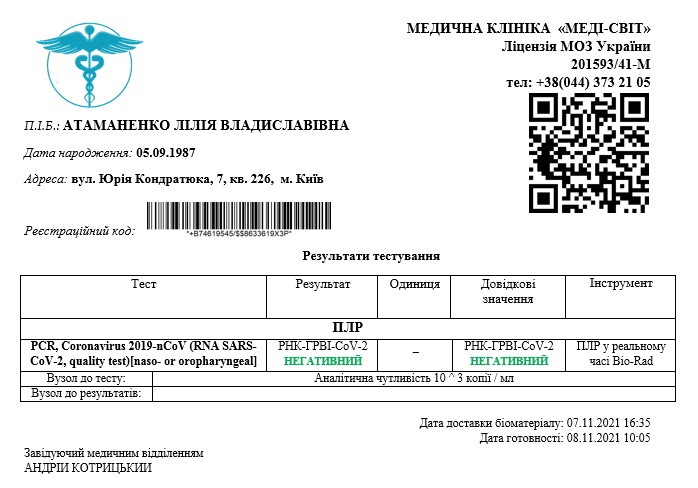 МЕДИЧНА КЛІНІКА «МЕДІ-СВІТ»
Ліцензія МОЗ України
201593/41-М
тел: +38(044) 373 21 05
П.І.Б.: АТАМАНЕНКО ЛІЛІЯ ВЛАДИСЛАВІВНА
Дата народження: 05.09.1987
Адреса: вул. Юрія Кондратюка, 7, кв. 226, м. Київ
Реєстраційний код:
*+B74619545/$$8633619X3P*
Результати тестування
Тест Результат Одиниця Довідкові значення Інструмент
ПЛР
PCR, Coronavirus 2019-nCoV (RNA SARS- РНК-ГРВІ-CoV-2 – РНК-ГРВІ-CoV-2 ПЛР у реальному
CoV-2, quality test)[naso- or oropharyngeal] НЕГАТИВНИЙ НЕГАТИВНИЙ часі Bio-Rad
Вузол до тесту: Аналітична чутливість 10 ^ 3 копії / мл
Вузол до результатів:
Дата доставки біоматеріалу: 07.11.2021 16:35
Дата готовності: 08.11.2021 10:05
Завідуючий медичним відділенням
АНДРІЙ КОТРИЦЬКИЙ